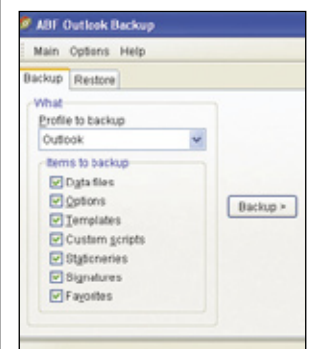 ABF Outlook Backup
Main Options Help
Backup Restore
What
Profile to backup
Outlook
Items to backup
Data files
Options
Templates
Custom scripts
Backup »
Stationeries
Signatures
Favorites